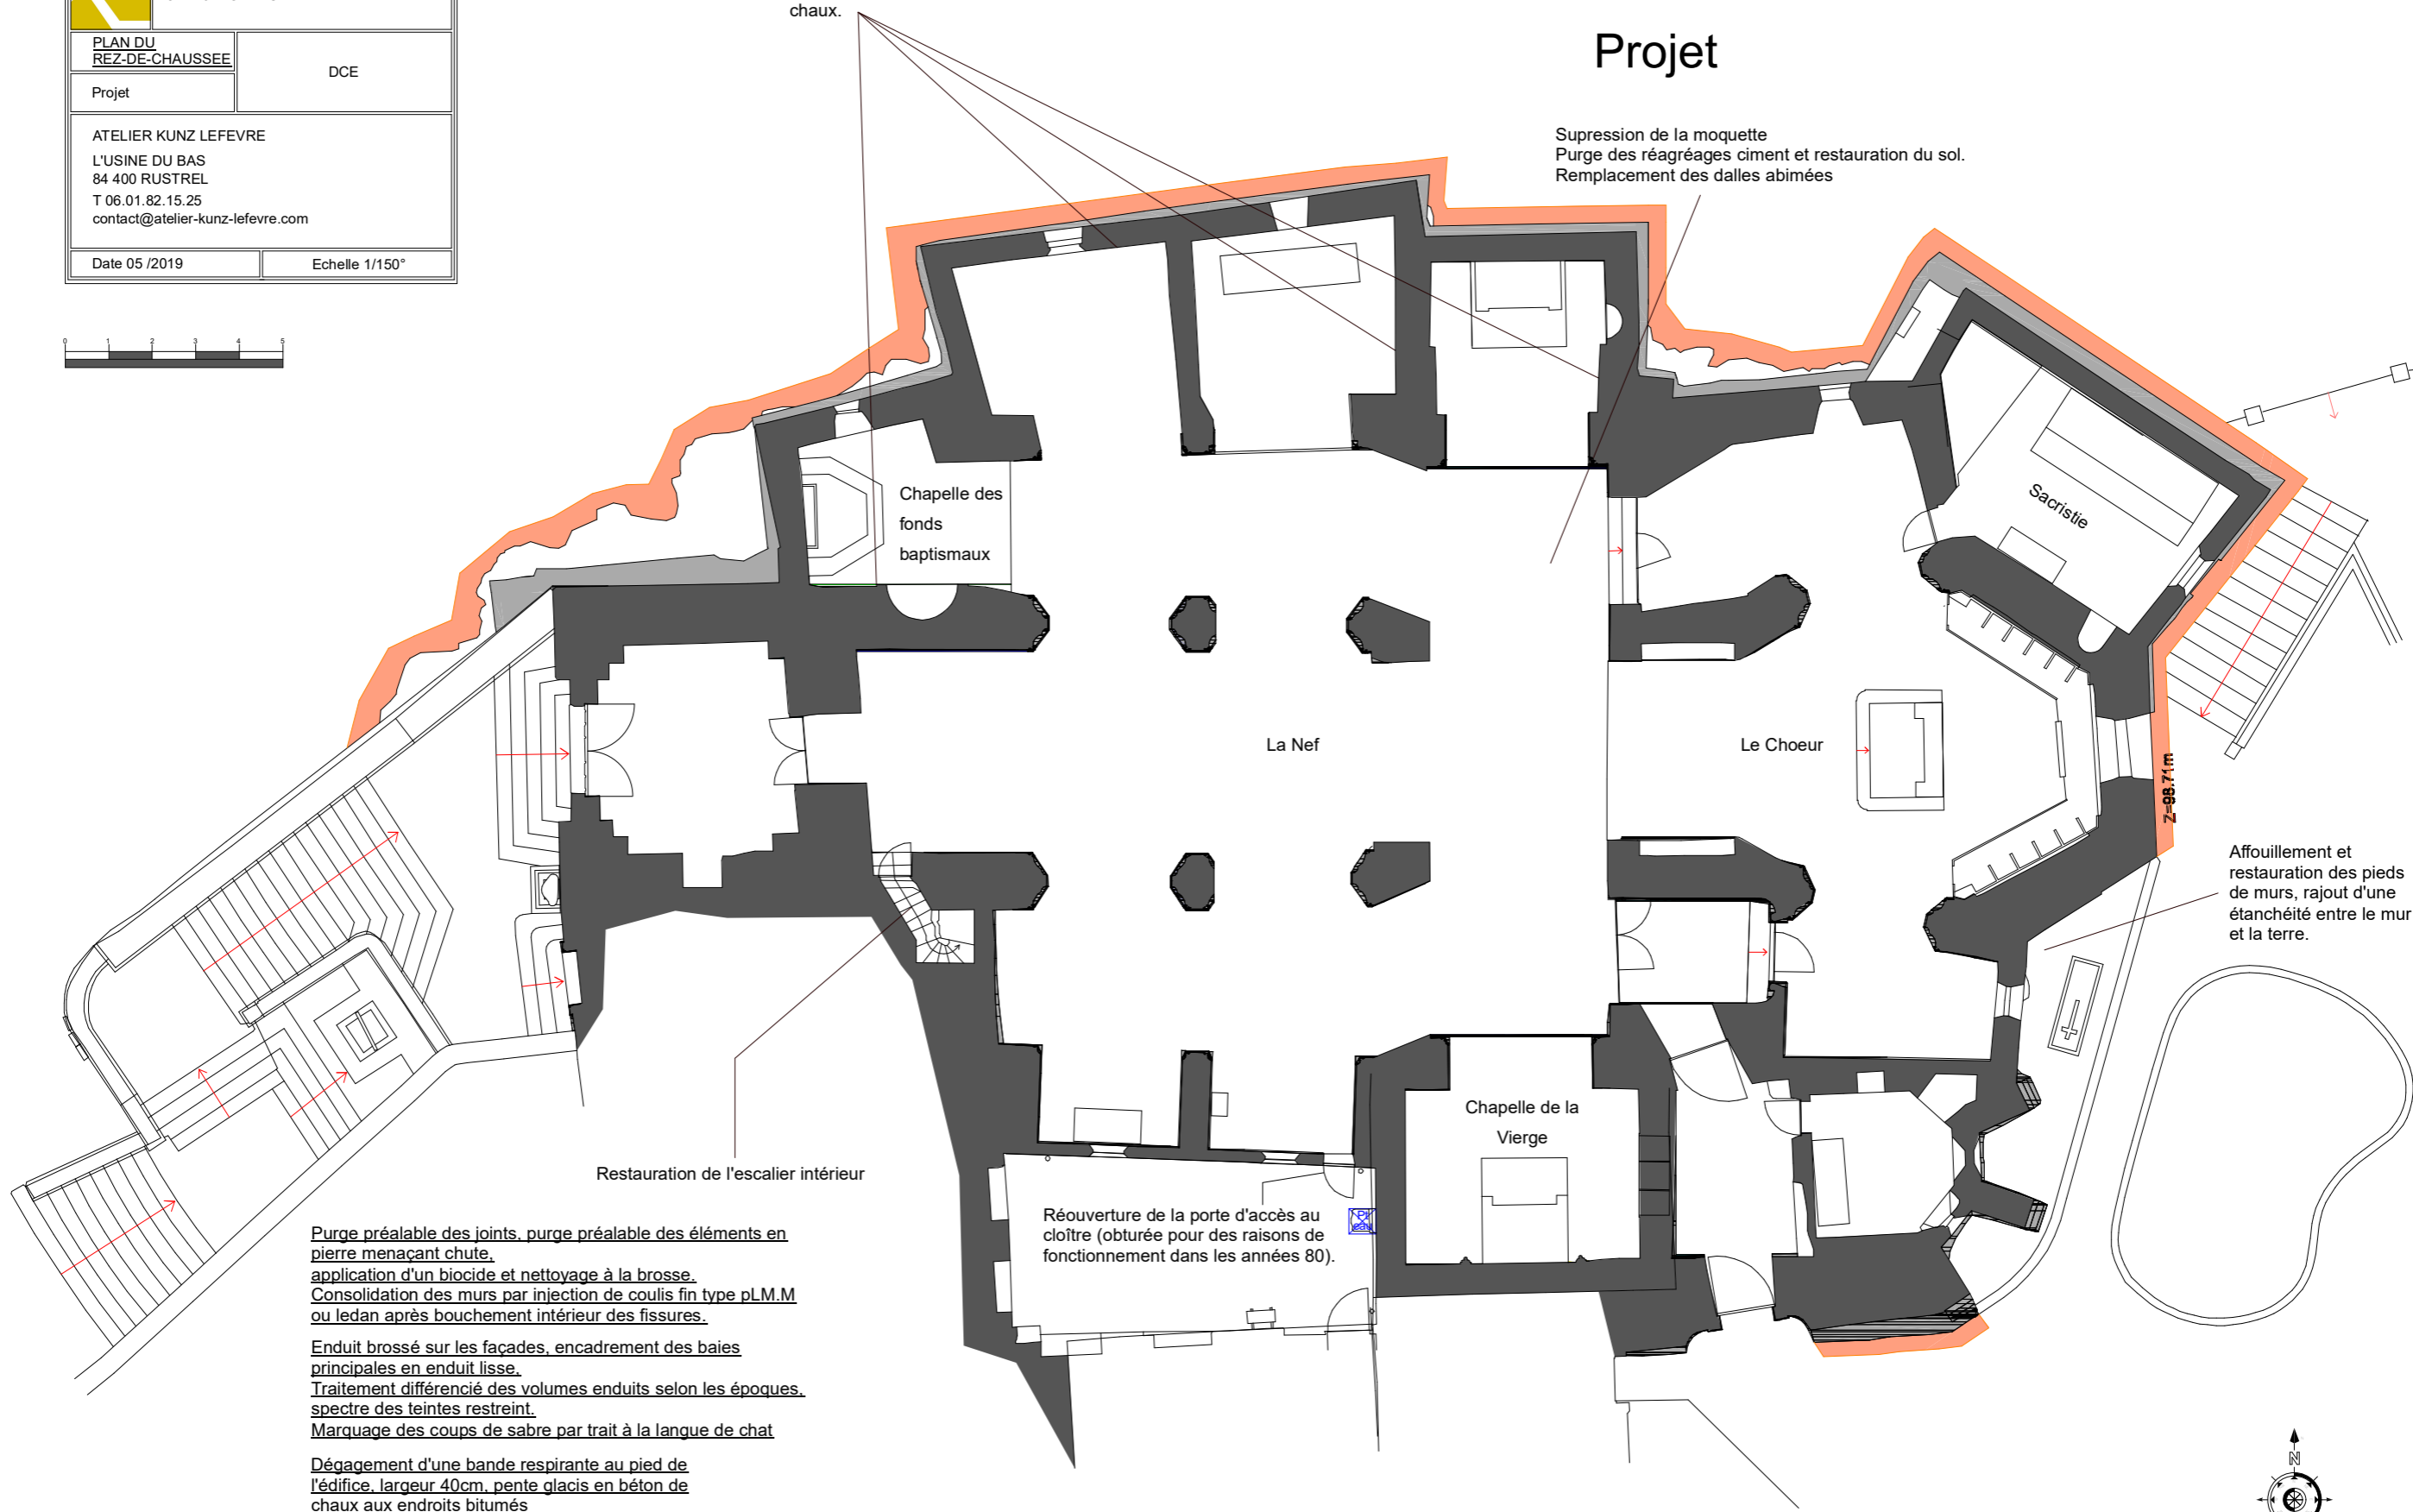 PLAN DU
REZ-DE-CHAUSSEE
DCE
Projet
ATELIER KUNZ LEFEVRE
L'USINE DU BAS
84 400 RUSTREL
T 06.01.82.15.25
contact@atelier-kunz-lefevre.com
Date 05 /2019
Echelle 1/150°
0 1 2 3 4 5
chaux.
Projet
Supression de la moquette
Purge des réagréages ciment et restauration du sol.
Remplacement des dalles abimées
Chapelle des
fonds
baptismaux
Sacristie
La Nef
Le Choeur
Z=98.71m
Affouillement et
restauration des pieds
de murs, rajout d'une
étanchéité entre le mur
et la terre.
Restauration de l'escalier intérieur
Chapelle de la
Vierge
Réouverture de la porte d'accès au
cloître (obturée pour des raisons de
fonctionnement dans les années 80).
Purge préalable des joints, purge préalable des éléments en
pierre menaçant chute,
application d'un biocide et nettoyage à la brosse.
Consolidation des murs par injection de coulis fin type pLM.M
ou ledan après bouchement intérieur des fissures.
Enduit brossé sur les façades, encadrement des baies
principales en enduit lisse,
Traitement différencié des volumes enduits selon les époques,
spectre des teintes restreint.
Marquage des coups de sabre par trait à la langue de chat
Dégagement d'une bande respirante au pied de
l'édifice, largeur 40cm, pente glacis en béton de
chaux aux endroits bitumés
N